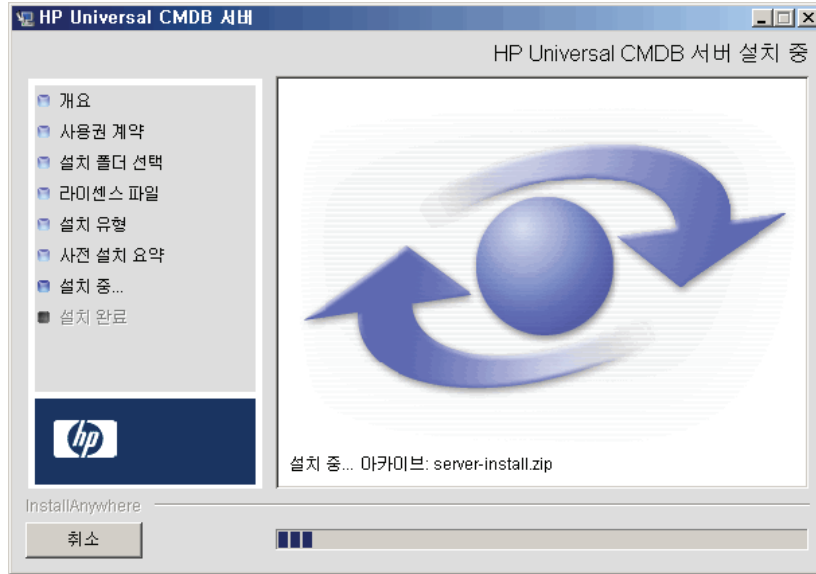 HP Universal CMDB 서버
HP Universal CMDB 서버 설치 중
개요
사용권 계약
설치 폴더 선택
라이센스 파일
설치 유형
사전 설치 요약
설치 중...
설치 완료
hp
설치 중... 아카이브: server-install.zip
InstallAnywhere
취소